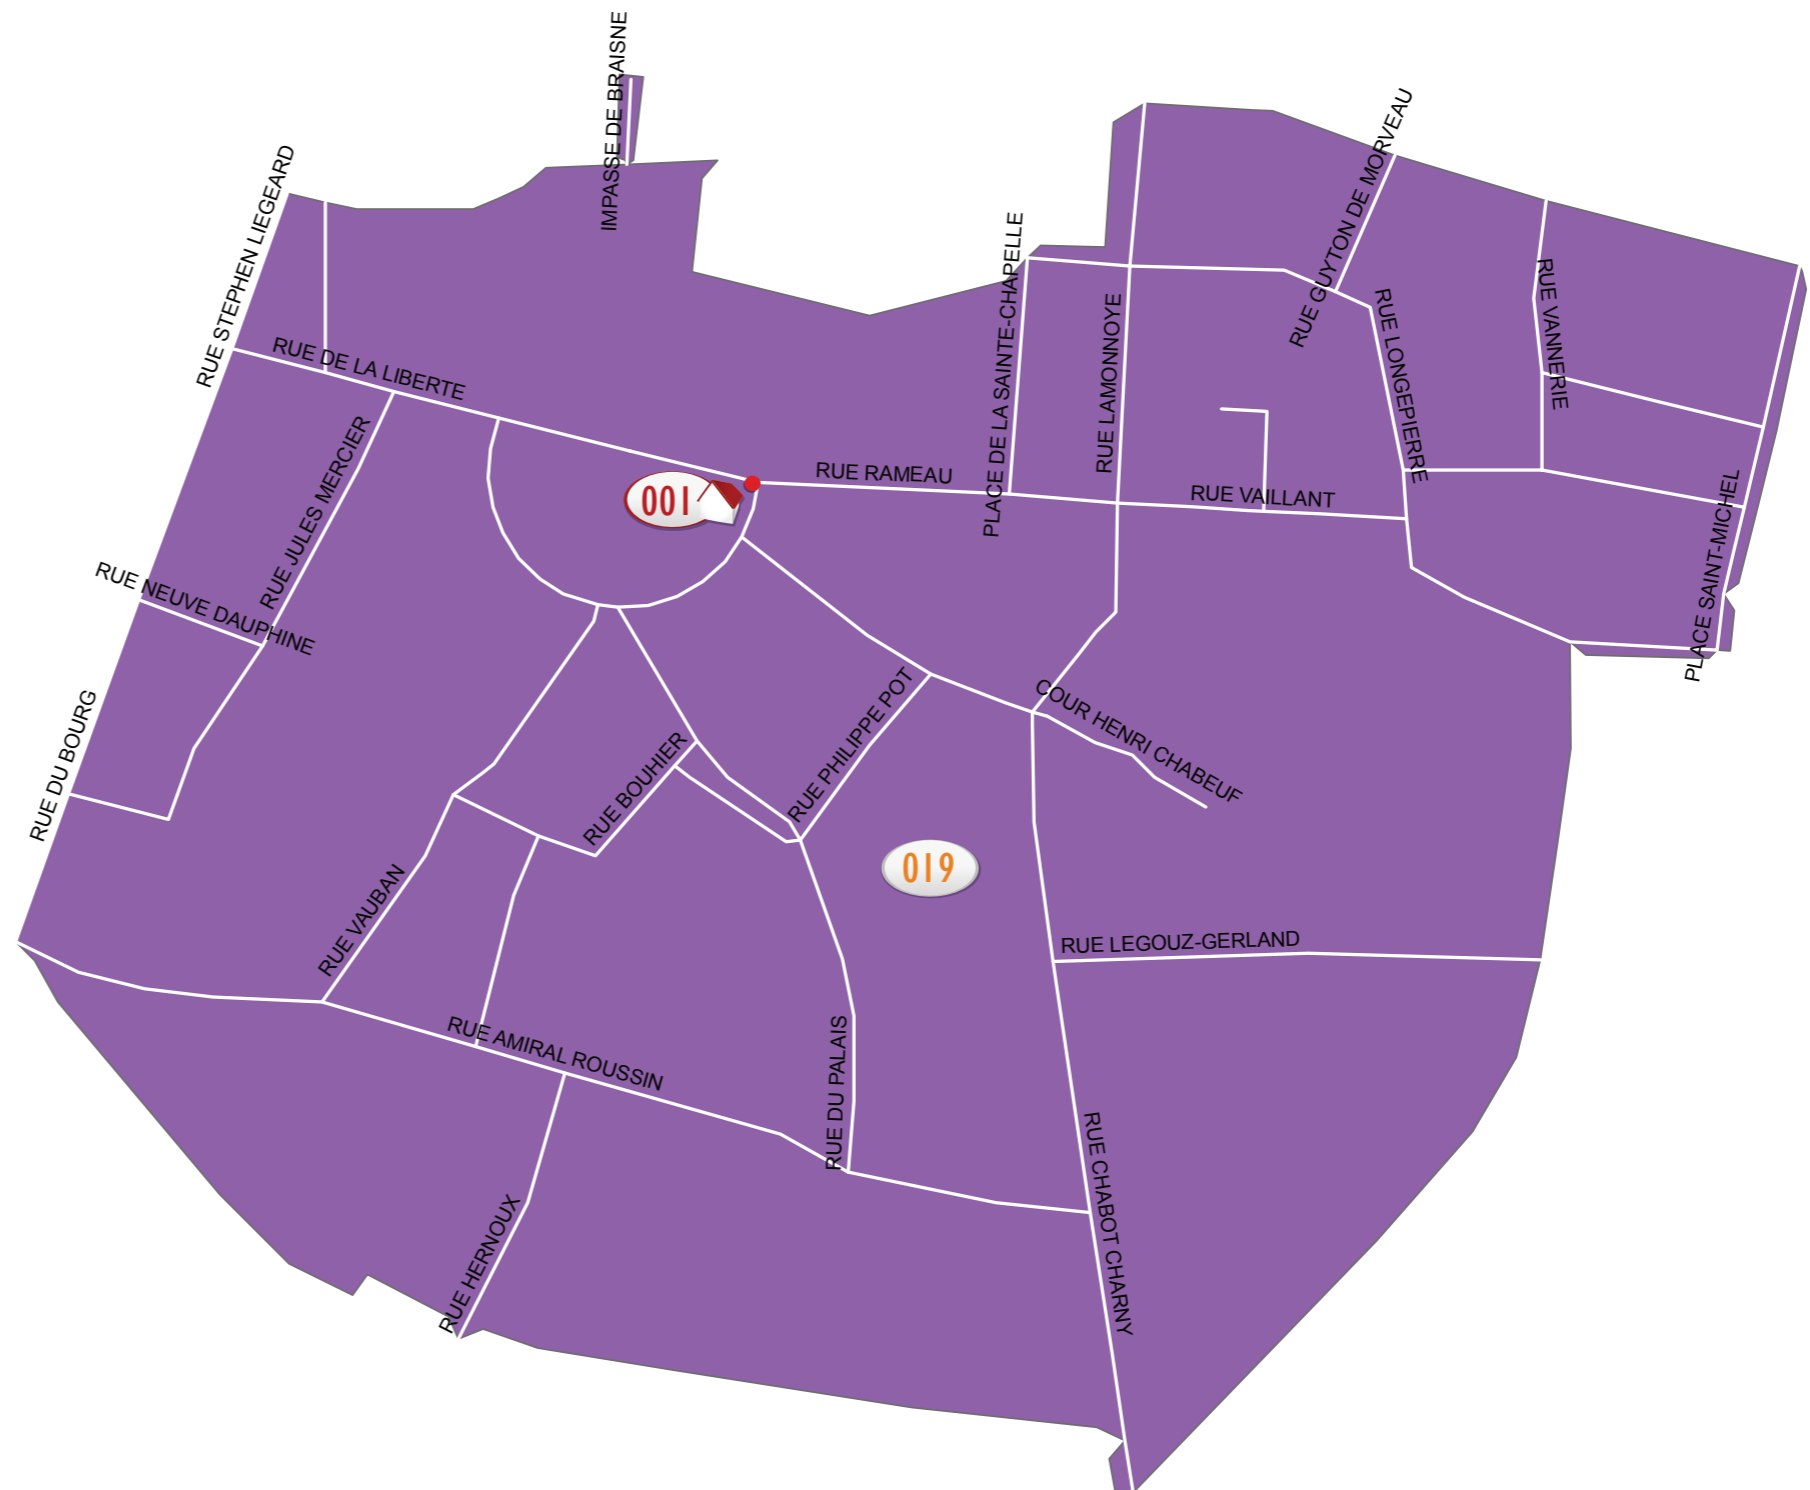 IMPASSE DE BRAISNE
RUE STEPHEN LIEGEARD
RUE GUYTON DE MORVEAU
PLACE DE LA SAINTE-CHAPELLE
RUE LAMONNOYE
RUE LONGEPIERRE
RUE VANNERIE
RUE DE LA LIBERTE
RUE JULES MERCIER
RUE RAMEAU
RUE VAILLANT
001
PLACE SAINT-MICHEL
RUE NEUVE DAUPHINE
RUE DU BOURG
RUE BOUHIER
RUE PHILIPPE POT
COUR HENRI CHABEUF
019
RUE VAUBAN
RUE LEGOUZ-GERLAND
RUE AMIRAL ROUSSIN
RUE DU PALAIS
RUE CHABOT CHARNY
RUE HERNOUX